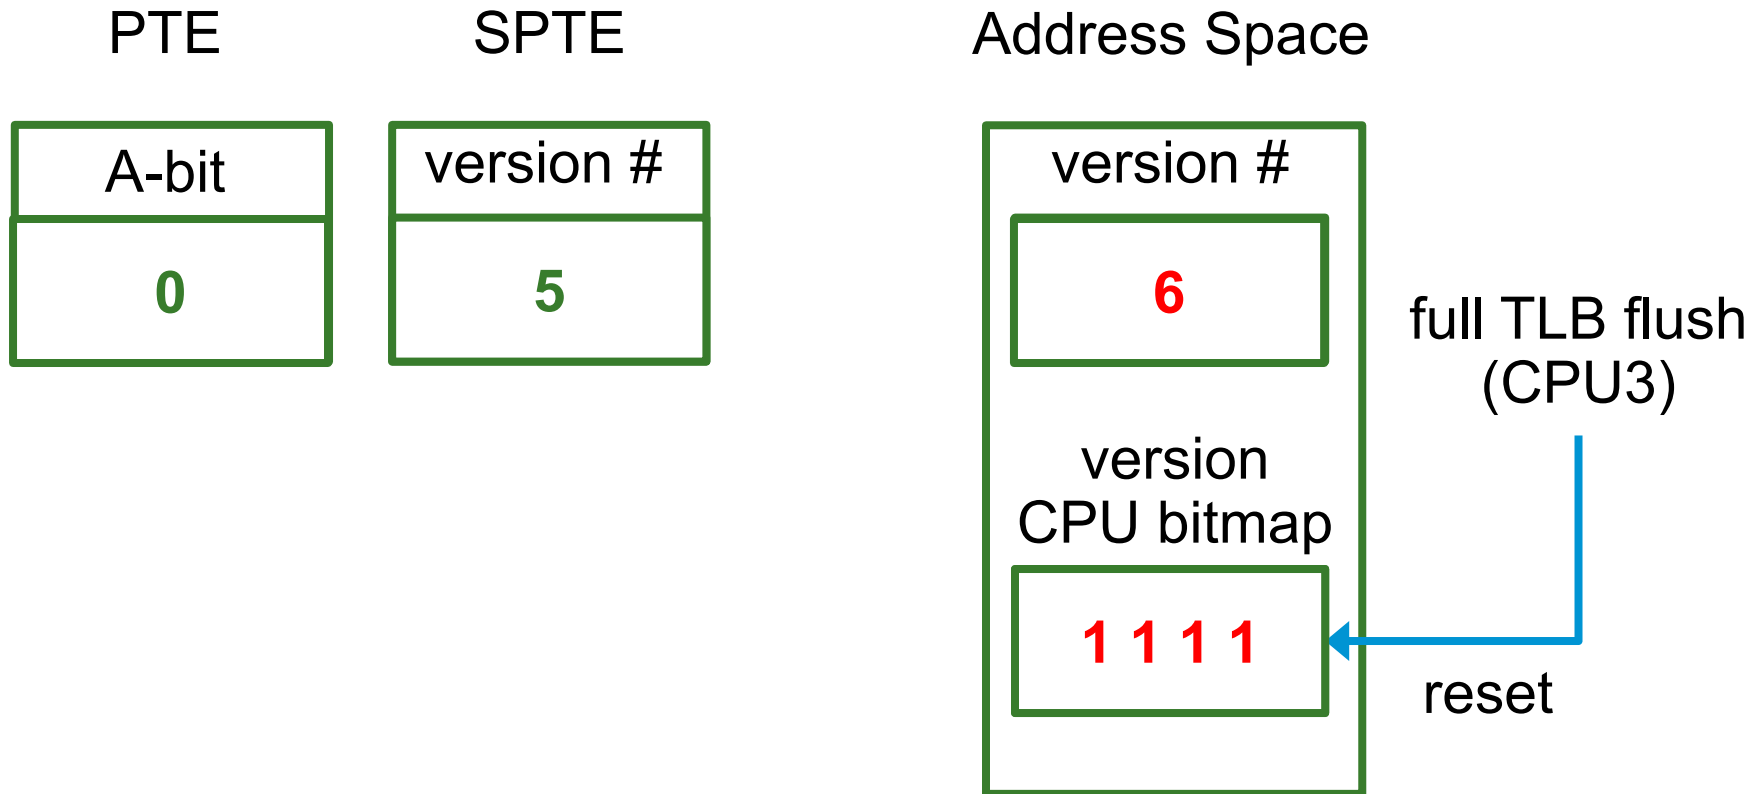 PTE
SPTE
Address Space
A-bit
0
version #
5
version #
6
version
CPU bitmap
1 1 1 1
full TLB flush
(CPU3)
reset